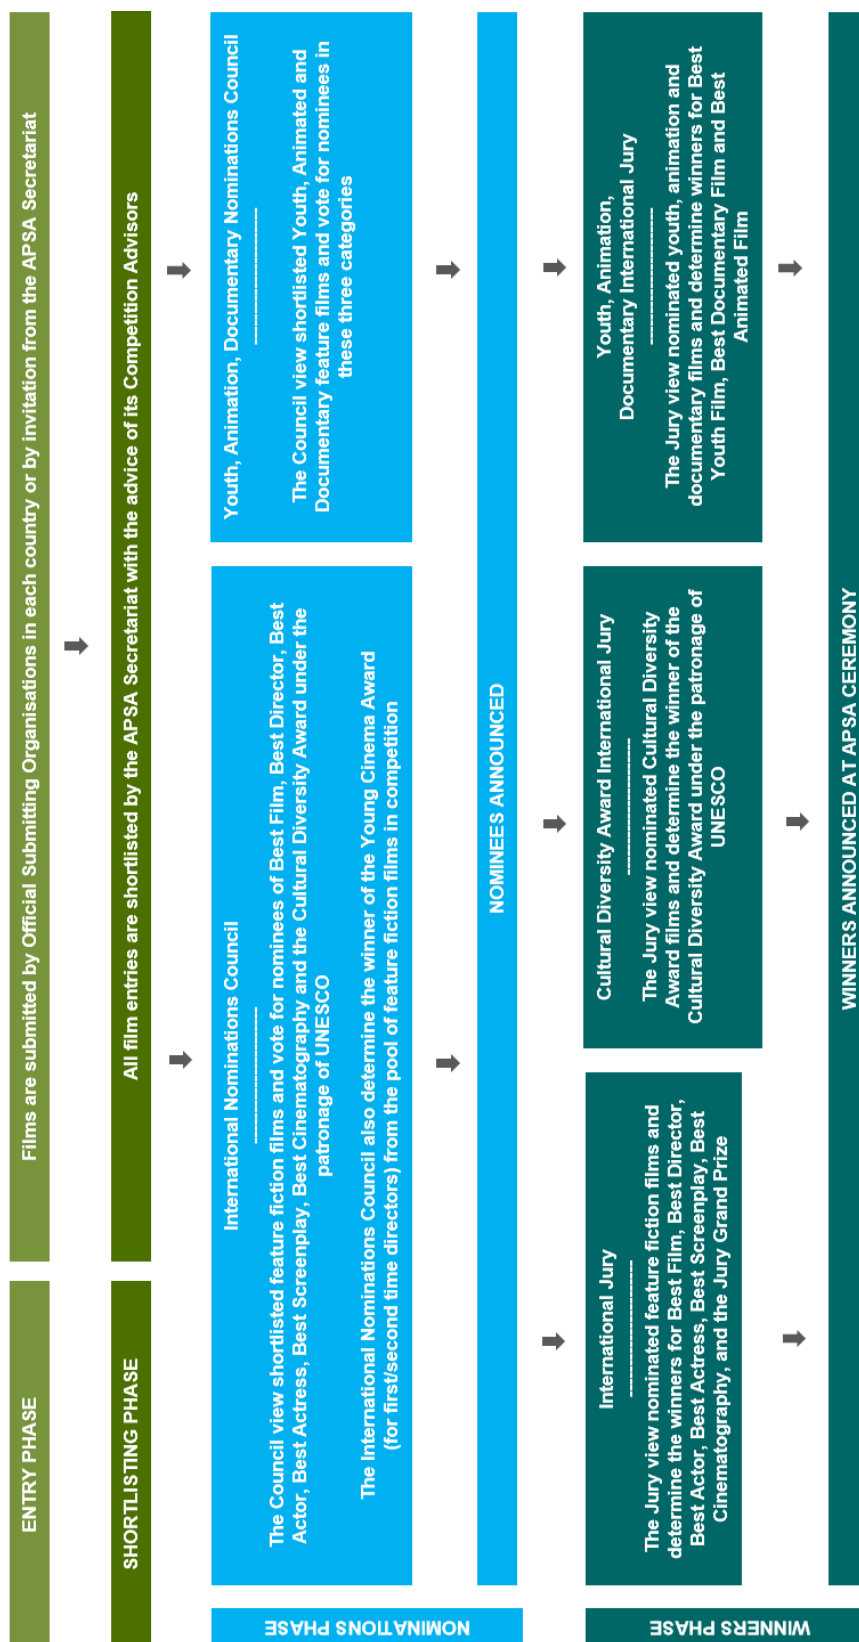 ENTRY PHASE
Films are submitted by Official Submitting Organisations in each country or by invitation from the APSA Secretariat
SHORTLISTING PHASE
All film entries are shortlisted by the APSA Secretariat with the advice of its Competition Advisors
NOMINATIONS PHASE
International Nominations Council
--------------------
The Council view shortlisted feature fiction films and vote for nominees of Best Film, Best Director, Best
Actor, Best Actress, Best Screenplay, Best Cinematography and the Cultural Diversity Award under the
patronage of UNESCO
The International Nominations Council also determine the winner of the Young Cinema Award
(for first/second time directors) from the pool of feature fiction films in competition
Youth, Animation, Documentary Nominations Council
--------------------
The Council view shortlisted Youth, Animated and
Documentary feature films and vote for nominees in
these three categories
NOMINEES ANNOUNCED
WINNERS PHASE
International Jury
--------------------
The Jury view nominated feature fiction films and
determine the winners for Best Film, Best Director,
Best Actor, Best Actress, Best Screenplay, Best
Cinematography, and the Jury Grand Prize
Cultural Diversity Award International Jury
--------------------
The Jury view nominated Cultural Diversity
Award films and determine the winner of the
Cultural Diversity Award under the patronage of
UNESCO
Youth, Animation,
Documentary International Jury
--------------------
The Jury view nominated youth, animation and
documentary films and determine winners for Best
Youth Film, Best Documentary Film and Best
Animated Film
WINNERS ANNOUNCED AT APSA CEREMONY